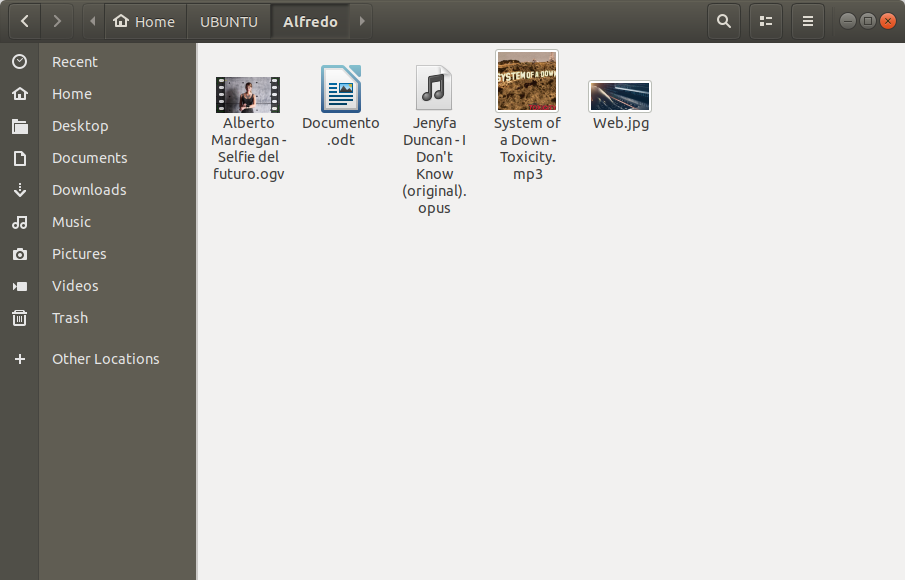 Home
UBUNTU
Alfredo
Recent
Home
Desktop
Documents
Downloads
Music
Pictures
Videos
Trash
Other Locations
Alberto
Mardegan -
Selfie del
futuro.ogv
Documento
.odt
Jenyfa
Duncan - I
Don't
Know
(original).
opus
SYSTEM OF A DOWN
System of
a Down -
Toxicity.
mp3
Web.jpg